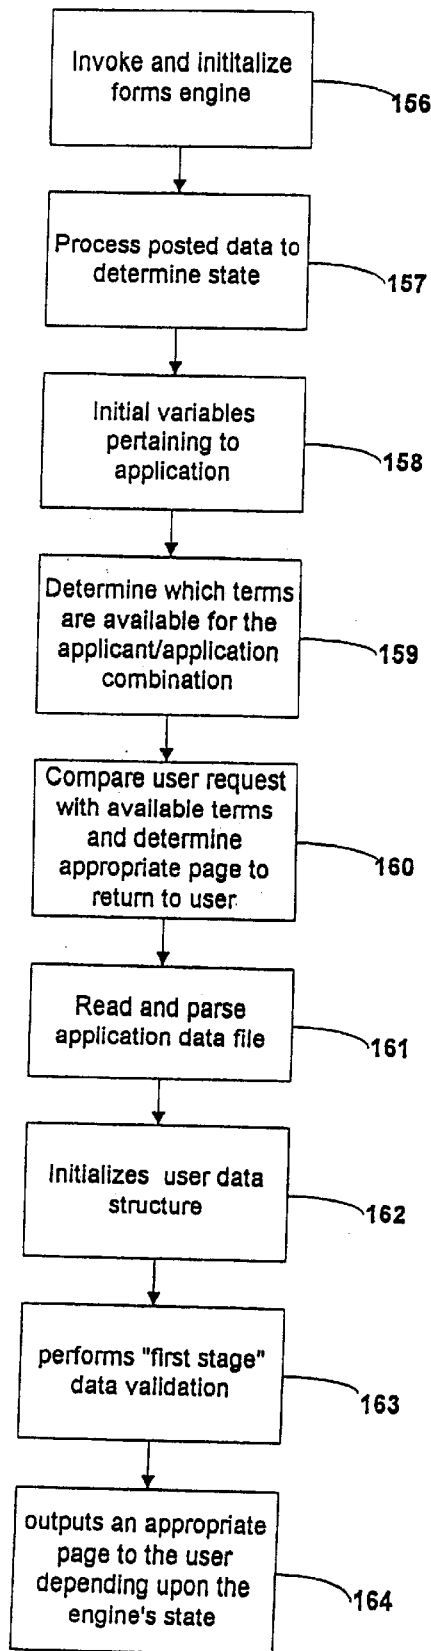 Invoke and inititalize
forms engine
156
Process posted data to
determine state
157
Initial variables
pertaining to
application
158
Determine which terms
are available for the
applicant/application
combination
159
Compare user request
with available terms
and determine
appropriate page to
return to user
160
Read and parse
application data file
161
Initializes user data
structure
162
performs "first stage"
data validation
163
outputs an appropriate
page to the user
depending upon the
engine's state
164